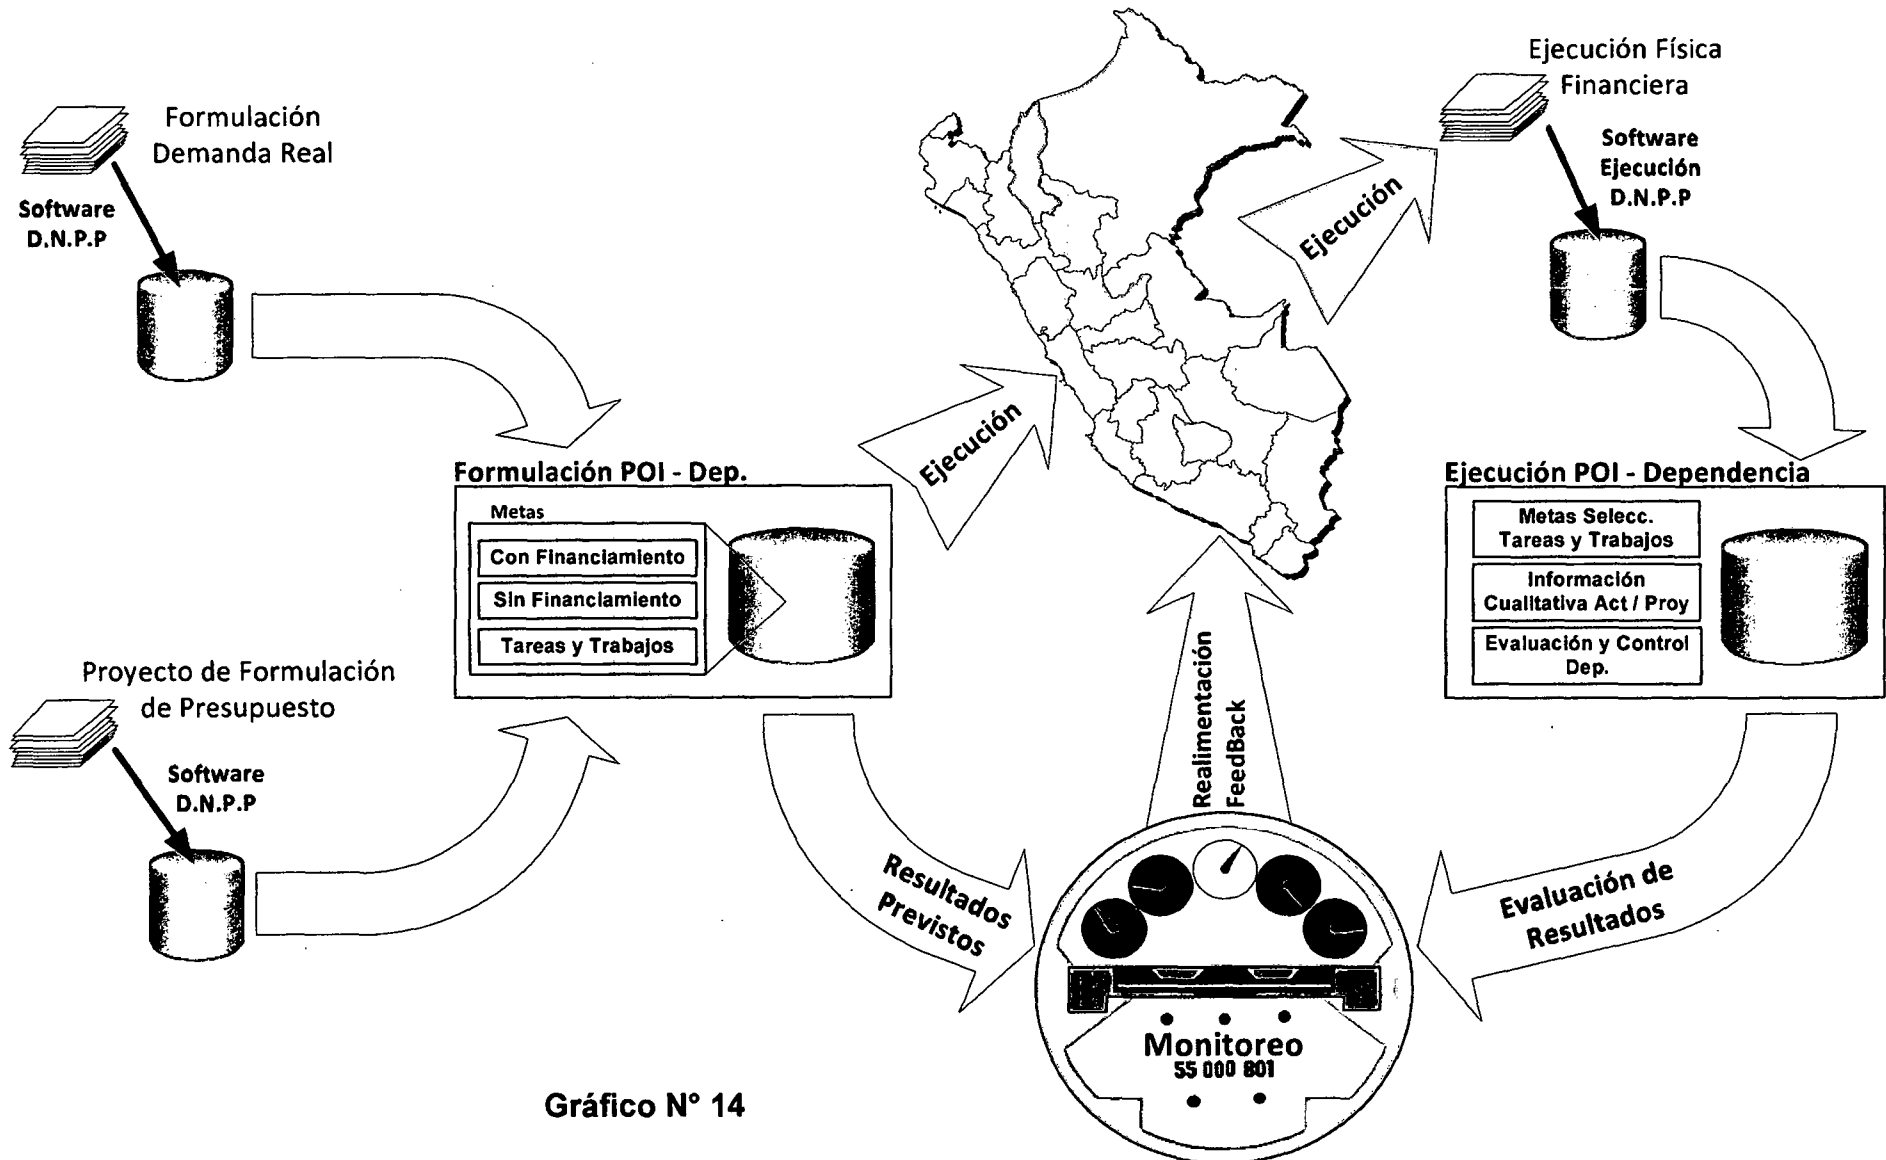 Formulación
Demanda Real
Software
D.N.P.P
Formulación POI - Dep.
Metas
Con Financiamiento
Sin Financiamiento
Tareas y Trabajos
Proyecto de Formulación
de Presupuesto
Software
D.N.P.P
Ejecución
Ejecución
Ejecución Física
Financiera
Software
Ejecución
D.N.P.P
Ejecución POI - Dependencia
Metas Selecc.
Tareas y Trabajos
Información
Cualitativa Act / Proy
Evaluación y Control
Dep.
Resultados
Previstos
Realimentación
FeedBack
Evaluación de
Resultados
Monitoreo
55 000 801
Gráfico N° 14